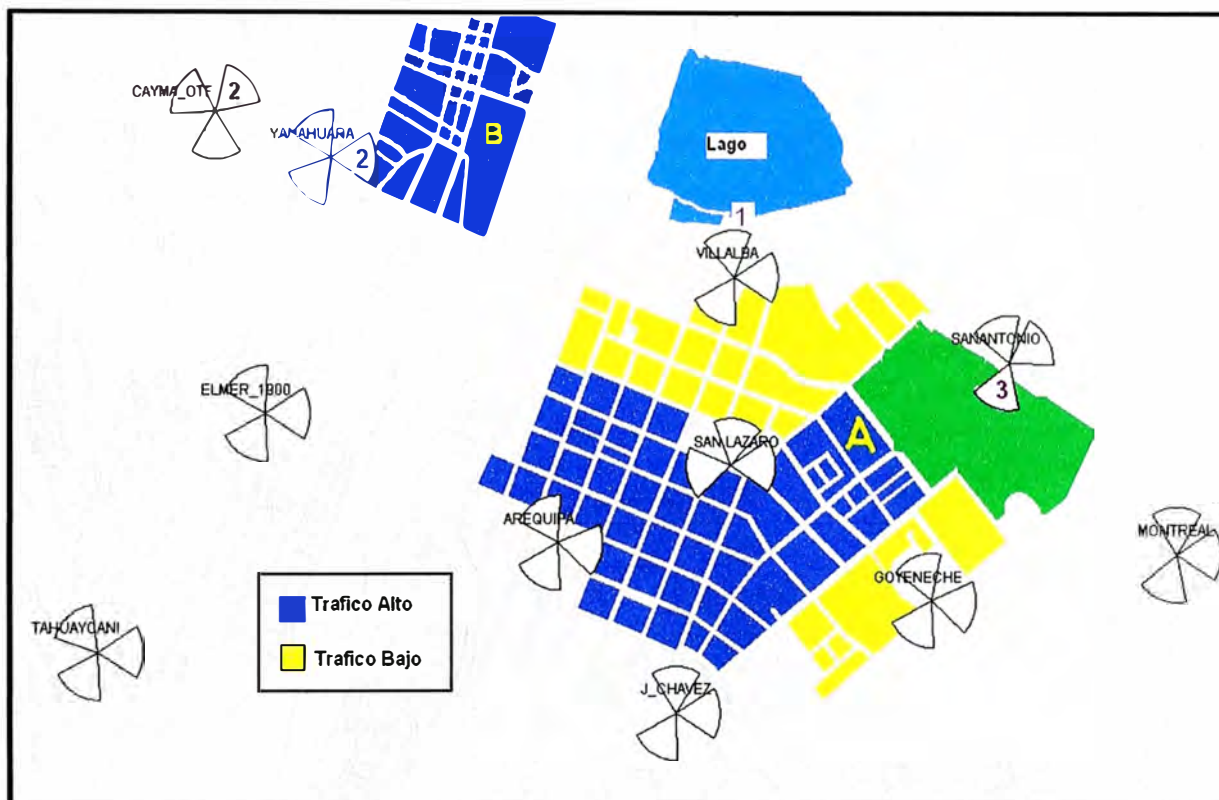 CAYMA_OTE
2
YANAHUARA
2
B
Lago
1
VILLALBA
SANANTONIO
3
ELMER_1900
A
SAN LAZARO
AREQUIPA
MONTREAL
GOYENECHE
Trafico Alto
TAHUAYCANI
Trafico Bajo
J_CHAVEZ